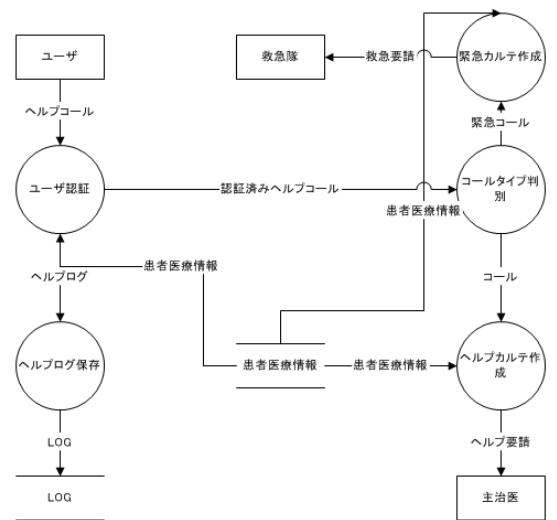 ユーザ
救急隊
救急要請
緊急カルテ作成
ヘルプコール
緊急コール
ユーザ認証
認証済みヘルプコール
コールタイプ判
別
患者医療情報
患者医療情報
ヘルプログ
コール
ヘルプログ保存
患者医療情報
患者医療情報
ヘルプカルテ作
成
LOG
ヘルプ要請
LOG
主治医